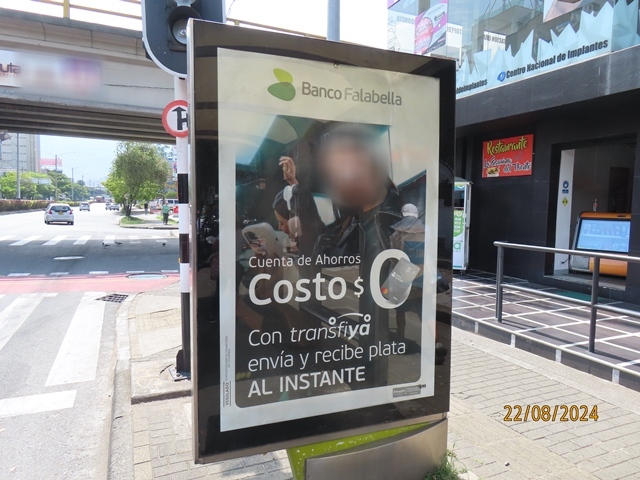 Banco Falabella
Cuenta de Ahorros
Costo $0
Con transfiya
envía y recibe plata
AL INSTANTE
VIGILADO
Centro Nacional de Implantes
Restaurante
22/08/2024